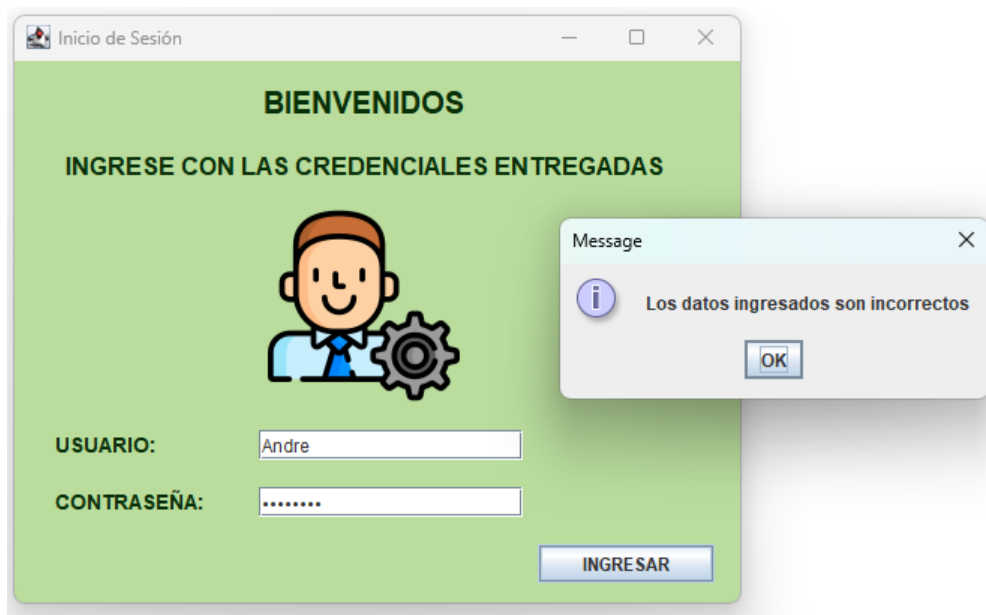 Inicio de Sesión
BIENVENIDOS
INGRESE CON LAS CREDENCIALES ENTREGADAS
Message
i
Los datos ingresados son incorrectos
OK
USUARIO:
Andre
CONTRASEÑA:
••••••••
INGRESAR